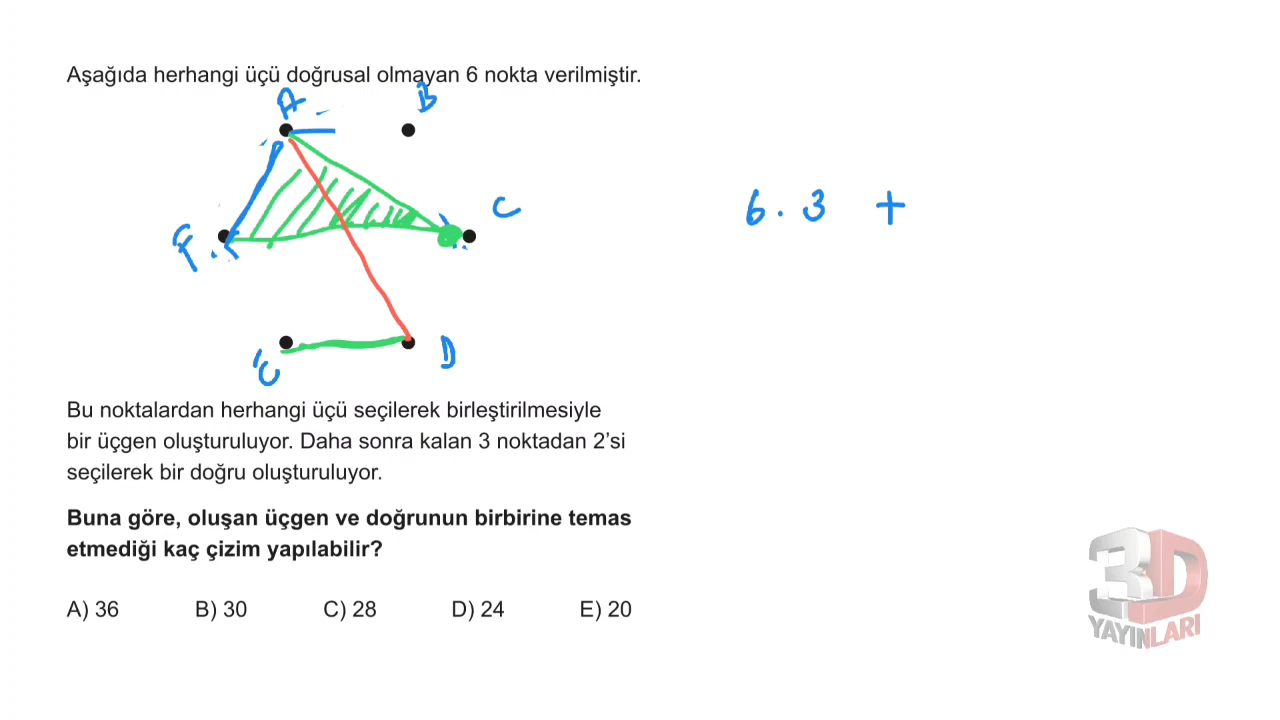 Aşağıda herhangi üçü doğrusal olmayan 6 nokta verilmiştir.
A
B
6 . 3 +
C
F
D
Bu noktalardan herhangi üçü seçilerek birleştirilmesiyle
bir üçgen oluşturuluyor. Daha sonra kalan 3 noktadan 2’si
seçilerek bir doğru oluşturuluyor.
Buna göre, oluşan üçgen ve doğrunun birbirine temas
etmediği kaç çizim yapılabilir?
A) 36 B) 30 C) 28 D) 24 E) 20
3D
YAYINLARI